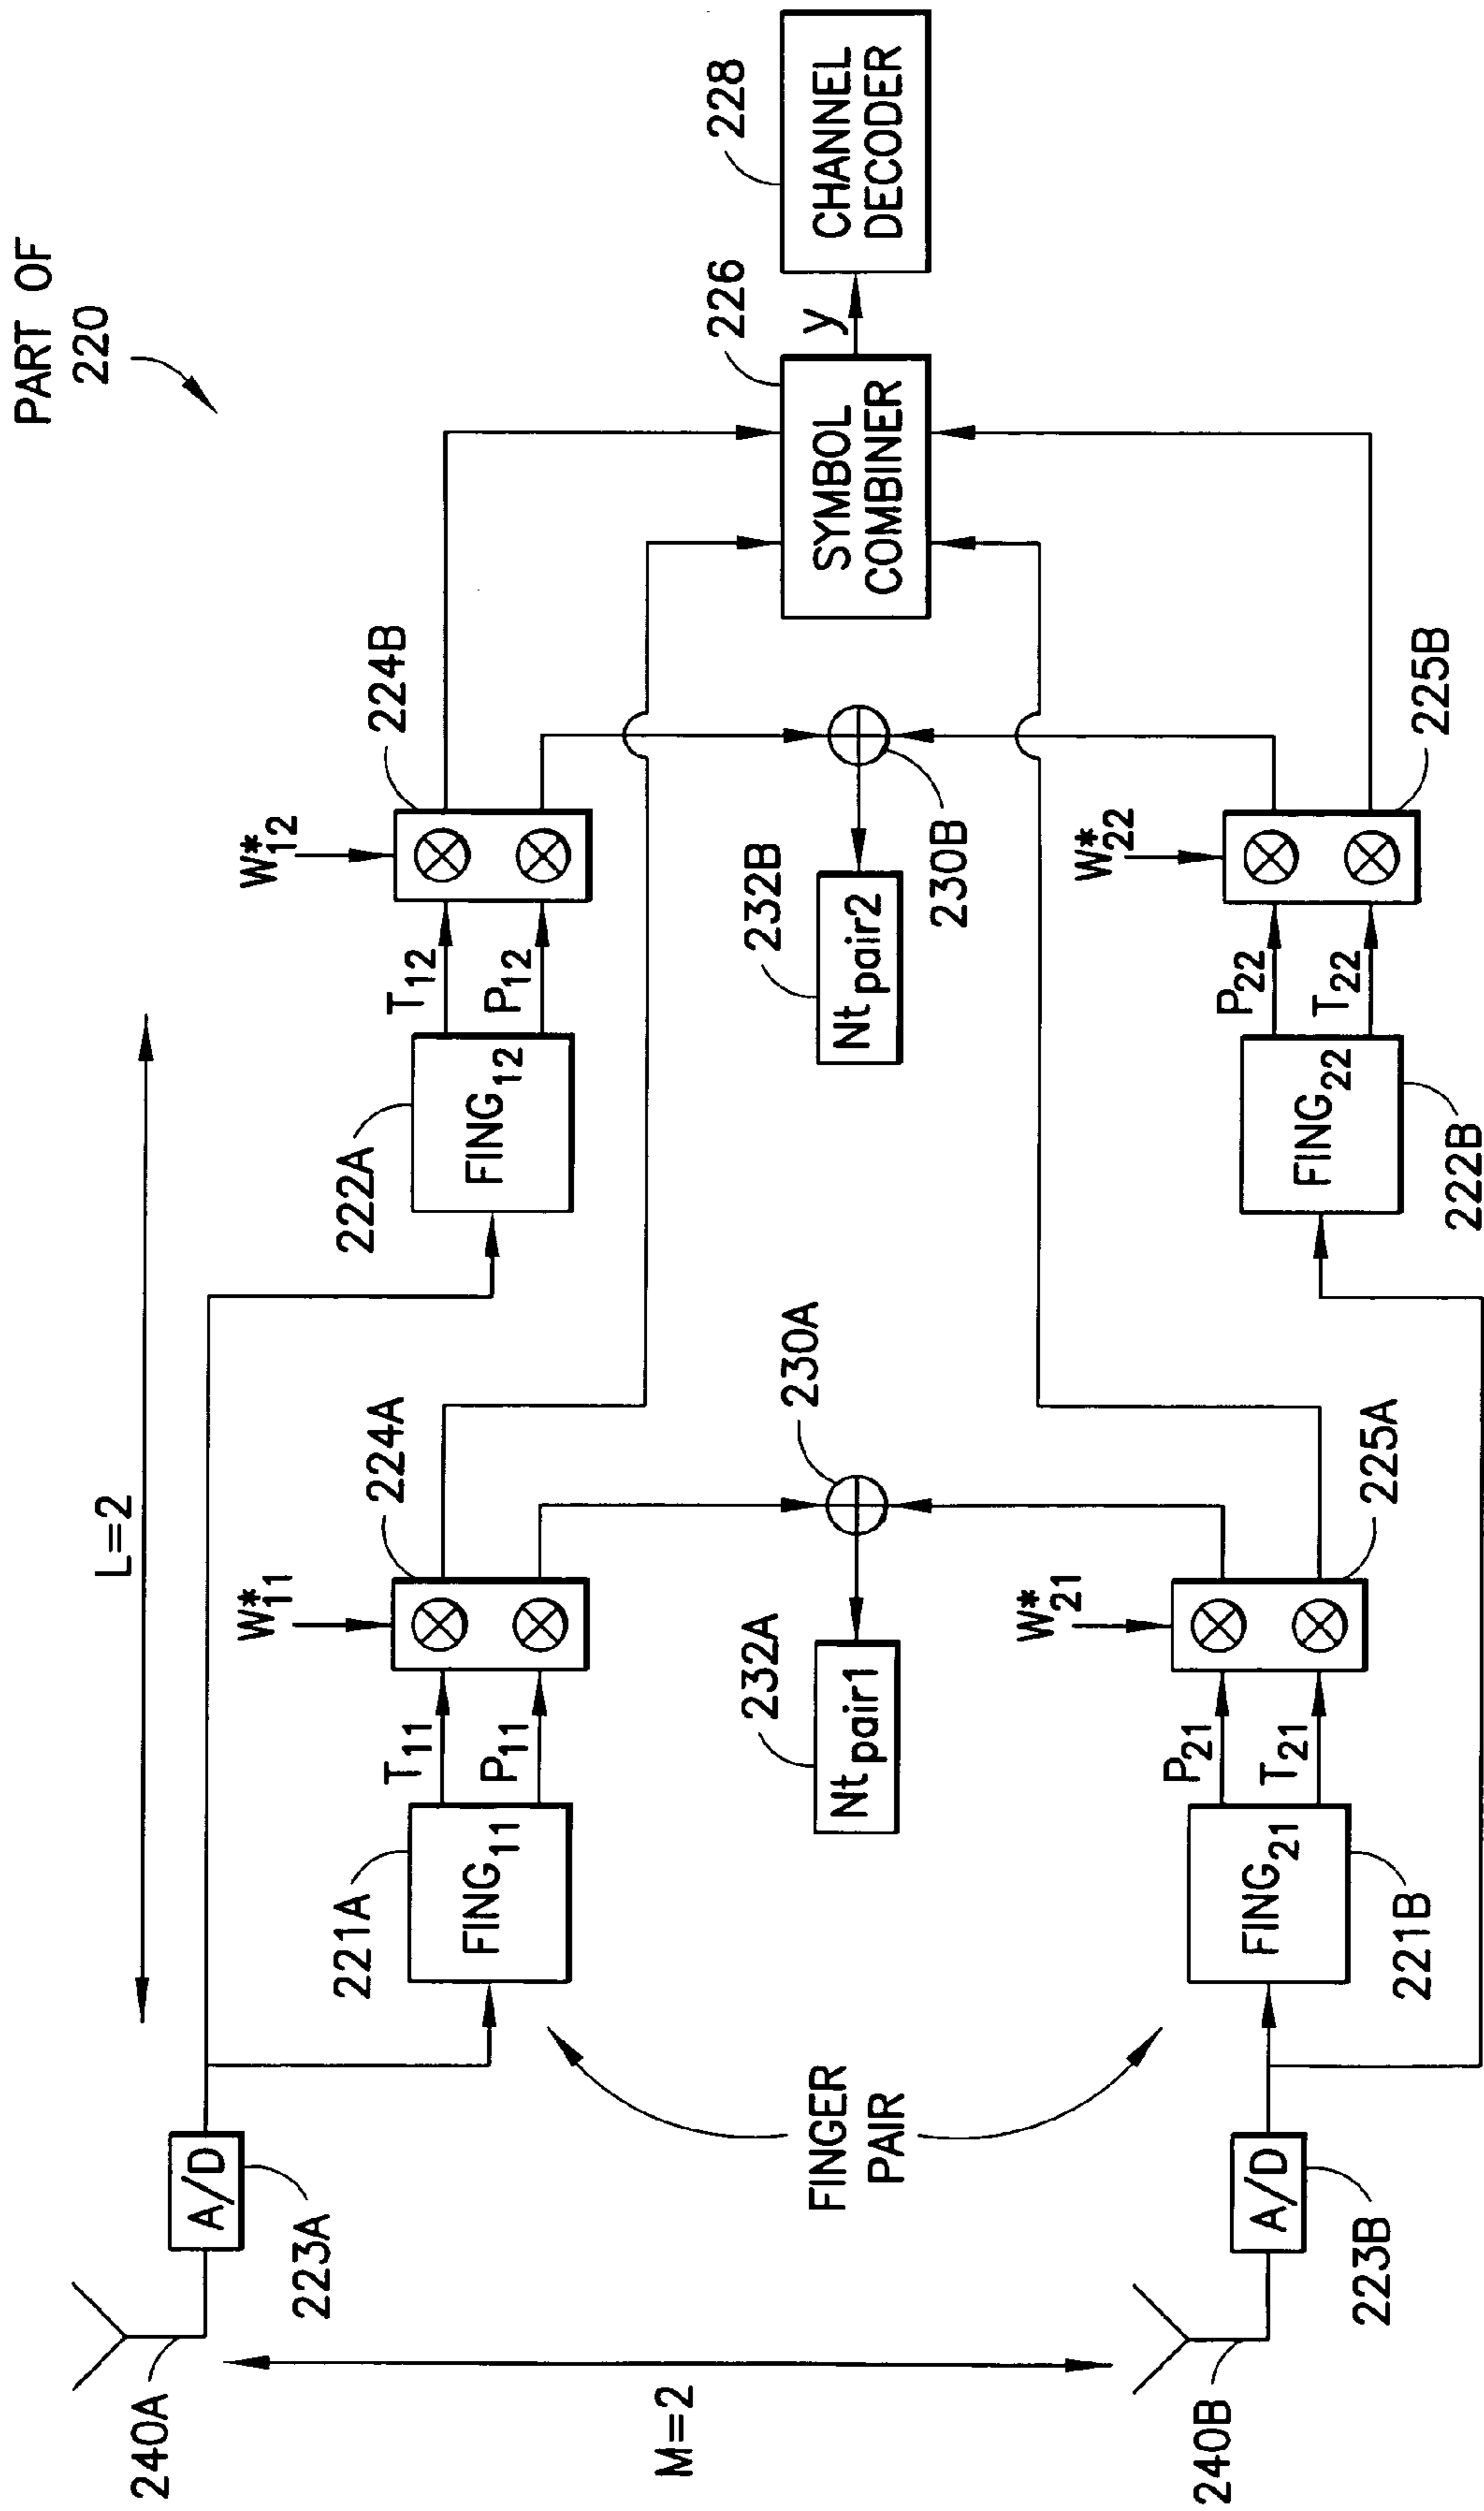 PART OF
220
L=2
240A
223A
A/D
221A
FING11
T11
P11
W*11
224A
222A
FING12
T12
P12
W*12
224B
M=2
FINGER
PAIR
232A
Nt pair1
230A
232B
Nt pair2
230B
SYMBOL
COMBINER
226
y
CHANNEL
DECODER
228
240B
223B
A/D
221B
FING21
P21
T21
W*21
225A
222B
FING22
P22
T22
W*22
225B